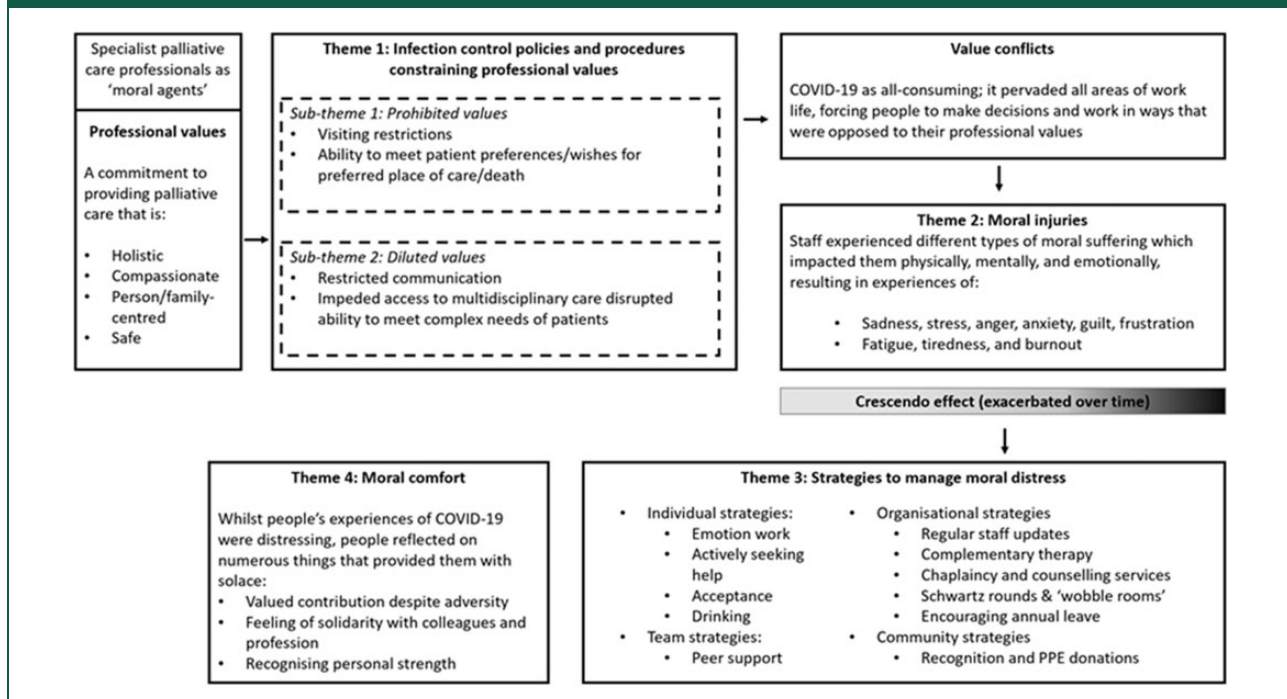 Specialist palliative
care professionals as
‘moral agents’
Professional values
A commitment to
providing palliative
care that is:
• Holistic
• Compassionate
• Person/family-
centred
• Safe
Theme 1: Infection control policies and procedures
constraining professional values
Sub-theme 1: Prohibited values
• Visiting restrictions
• Ability to meet patient preferences/wishes for
preferred place of care/death
Sub-theme 2: Diluted values
• Restricted communication
• Impeded access to multidisciplinary care disrupted
ability to meet complex needs of patients
Value conflicts
COVID-19 as all-consuming; it pervaded all areas of work
life, forcing people to make decisions and work in ways that
were opposed to their professional values
Theme 2: Moral injuries
Staff experienced different types of moral suffering which
impacted them physically, mentally, and emotionally,
resulting in experiences of:
• Sadness, stress, anger, anxiety, guilt, frustration
• Fatigue, tiredness, and burnout
Crescendo effect (exacerbated over time)
Theme 3: Strategies to manage moral distress
• Individual strategies:
• Emotion work
• Actively seeking
help
• Acceptance
• Drinking
• Team strategies:
• Peer support
• Organisational strategies
• Regular staff updates
• Complementary therapy
• Chaplaincy and counselling services
• Schwartz rounds & ‘wobble rooms’
• Encouraging annual leave
• Community strategies
• Recognition and PPE donations
Theme 4: Moral comfort
Whilst people’s experiences of COVID-19
were distressing, people reflected on
numerous things that provided them with
solace:
• Valued contribution despite adversity
• Feeling of solidarity with colleagues and
profession
• Recognising personal strength